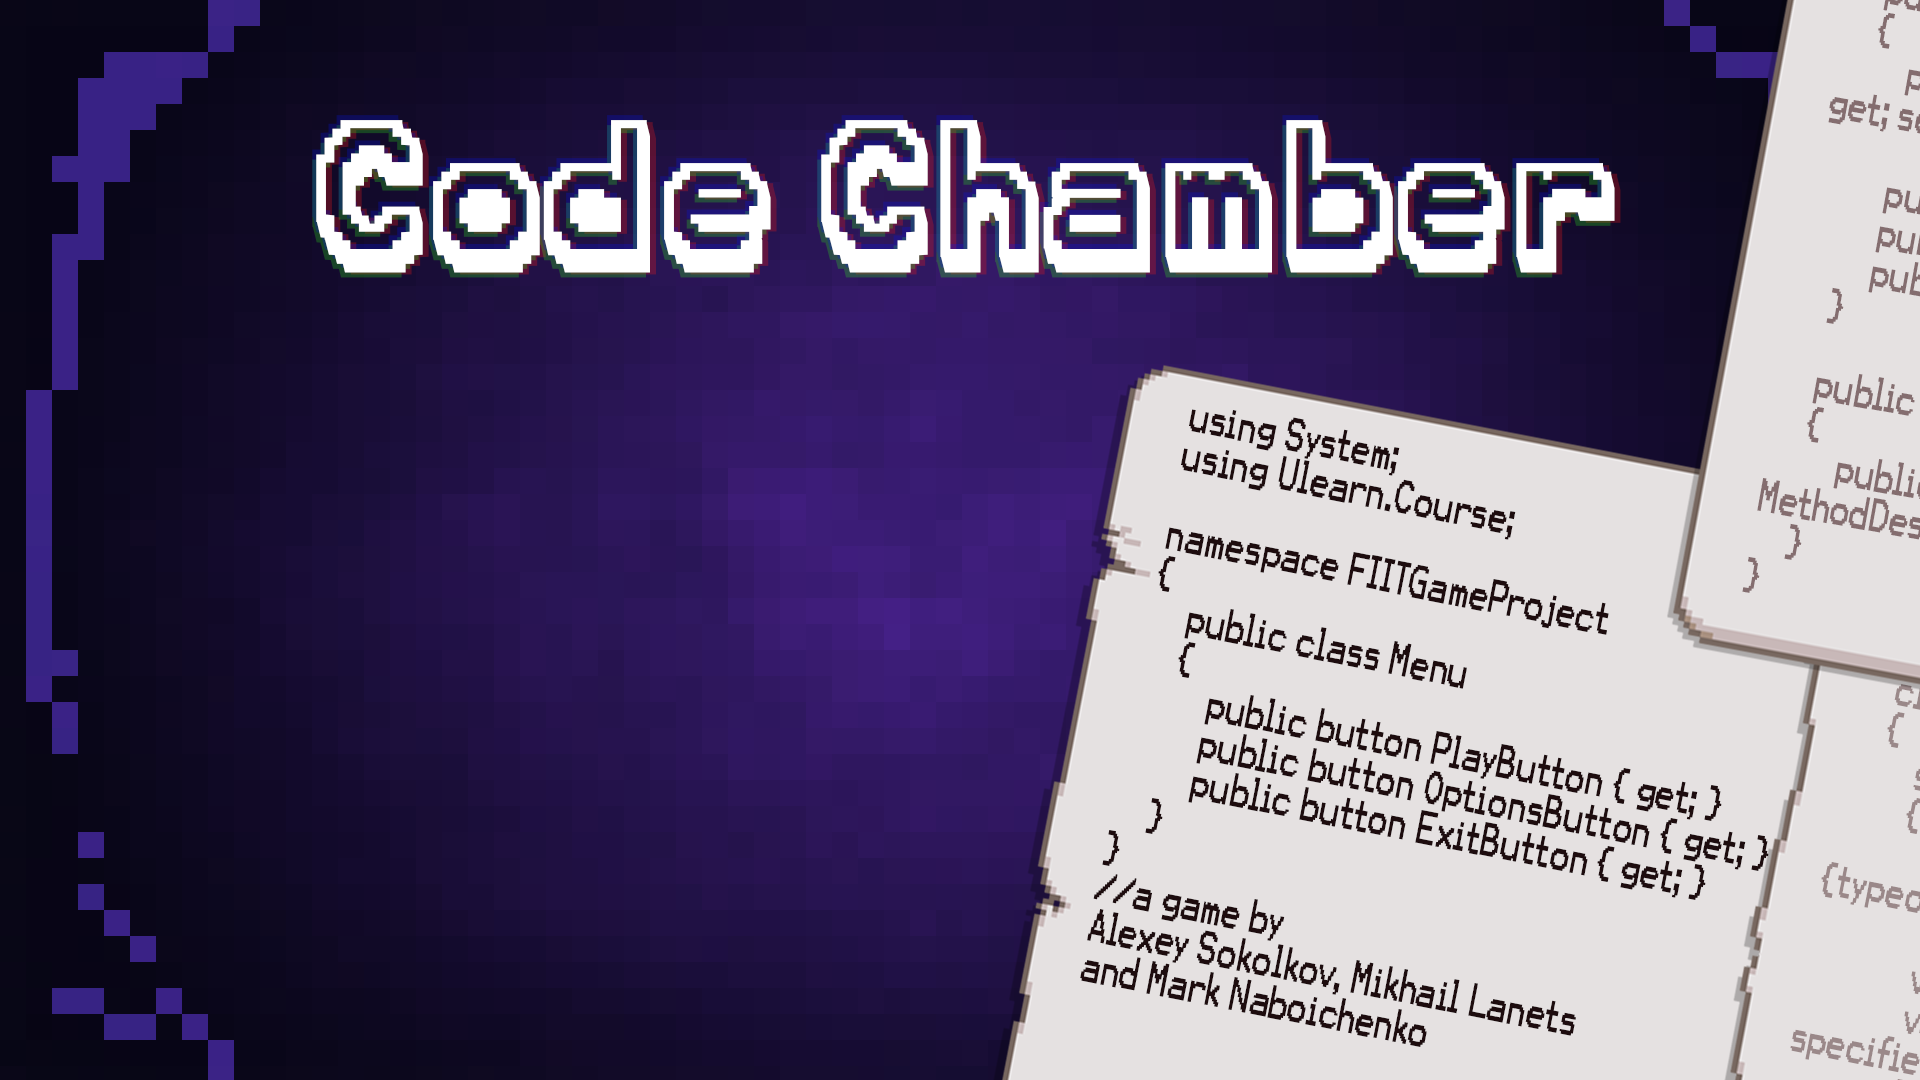 Code Chamber
using System;
using Ulearn.Course;
namespace FIITGameProject
{
public class Menu
{
public button PlayButton { get; }
public button OptionsButton { get; }
public button ExitButton { get; }
}
}
//a game by
Alexey Sokolkov, Mikhail Lanets
and Mark Naboichenko
{
get;
}
public
{
}
}
{
{